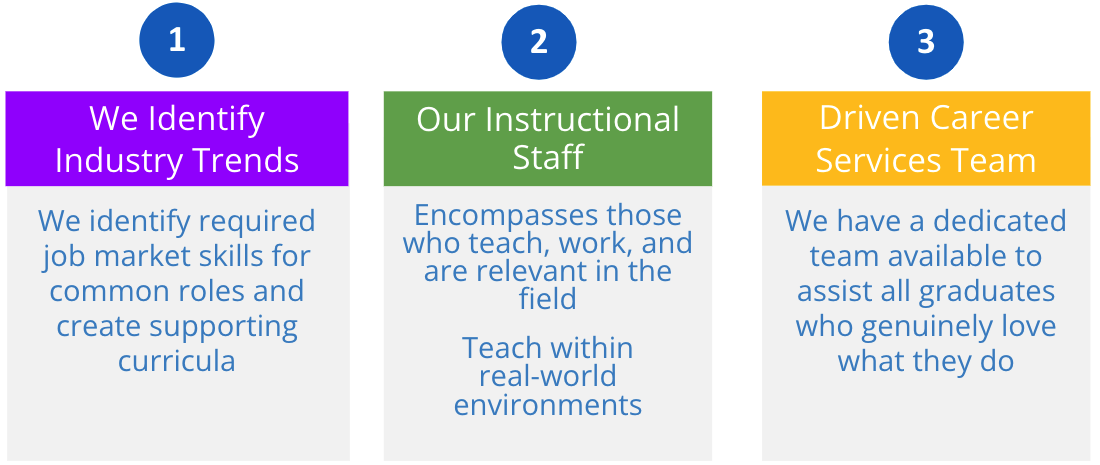 1
We Identify
Industry Trends
We identify required
job market skills for
common roles and
create supporting
curricula
2
Our Instructional
Staff
Encompasses those
who teach, work, and
are relevant in the
field
Teach within
real-world
environments
3
Driven Career
Services Team
We have a dedicated
team available to
assist all graduates
who genuinely love
what they do